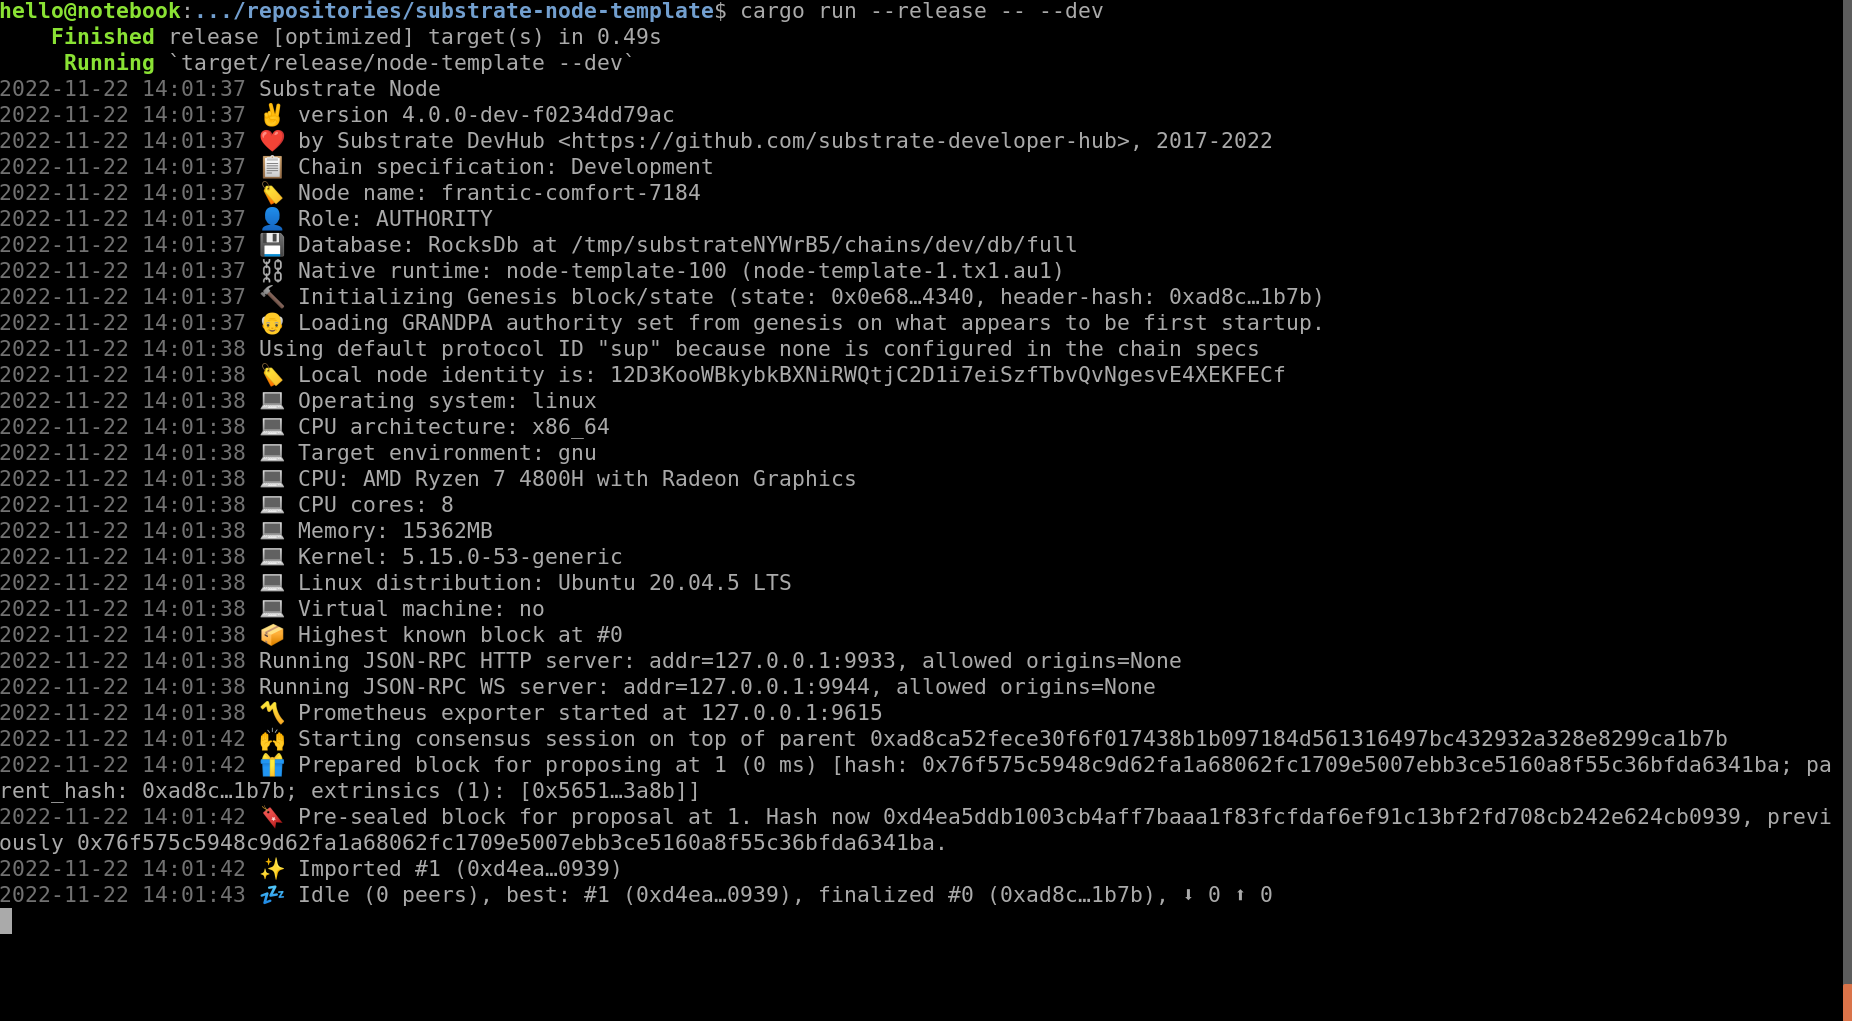 hello@notebook:.../repositories/substrate-node-template$ cargo run --release -- --dev
    Finished release [optimized] target(s) in 0.49s
     Running `target/release/node-template --dev`
2022-11-22 14:01:37 Substrate Node
2022-11-22 14:01:37 ✌️ version 4.0.0-dev-f0234dd79ac
2022-11-22 14:01:37 ❤️ by Substrate DevHub <https://github.com/substrate-developer-hub>, 2017-2022
2022-11-22 14:01:37 📋 Chain specification: Development
2022-11-22 14:01:37 🏷 Node name: frantic-comfort-7184
2022-11-22 14:01:37 👤 Role: AUTHORITY
2022-11-22 14:01:37 💾 Database: RocksDb at /tmp/substrateNYWrB5/chains/dev/db/full
2022-11-22 14:01:37 ⛓ Native runtime: node-template-100 (node-template-1.tx1.au1)
2022-11-22 14:01:37 🔨 Initializing Genesis block/state (state: 0x0e68…4340, header-hash: 0xad8c…1b7b)
2022-11-22 14:01:37 👴 Loading GRANDPA authority set from genesis on what appears to be first startup.
2022-11-22 14:01:38 Using default protocol ID "sup" because none is configured in the chain specs
2022-11-22 14:01:38 🏷 Local node identity is: 12D3KooWBkybkBXNiRWQtjC2D1i7eiSzfTbvQvNgesvE4XEKFECf
2022-11-22 14:01:38 💻 Operating system: linux
2022-11-22 14:01:38 💻 CPU architecture: x86_64
2022-11-22 14:01:38 💻 Target environment: gnu
2022-11-22 14:01:38 💻 CPU: AMD Ryzen 7 4800H with Radeon Graphics
2022-11-22 14:01:38 💻 CPU cores: 8
2022-11-22 14:01:38 💻 Memory: 15362MB
2022-11-22 14:01:38 💻 Kernel: 5.15.0-53-generic
2022-11-22 14:01:38 💻 Linux distribution: Ubuntu 20.04.5 LTS
2022-11-22 14:01:38 💻 Virtual machine: no
2022-11-22 14:01:38 📦 Highest known block at #0
2022-11-22 14:01:38 Running JSON-RPC HTTP server: addr=127.0.0.1:9933, allowed origins=None
2022-11-22 14:01:38 Running JSON-RPC WS server: addr=127.0.0.1:9944, allowed origins=None
2022-11-22 14:01:38 〽️ Prometheus exporter started at 127.0.0.1:9615
2022-11-22 14:01:42 🙌 Starting consensus session on top of parent 0xad8ca52fece30f6f017438b1b097184d561316497bc432932a328e8299ca1b7b
2022-11-22 14:01:42 🎁 Prepared block for proposing at 1 (0 ms) [hash: 0x76f575c5948c9d62fa1a68062fc1709e5007ebb3ce5160a8f55c36bfda6341ba; pa
rent_hash: 0xad8c…1b7b; extrinsics (1): [0x5651…3a8b]]
2022-11-22 14:01:42 🔖 Pre-sealed block for proposal at 1. Hash now 0xd4ea5ddb1003cb4aff7baaa1f83fcfdaf6ef91c13bf2fd708cb242e624cb0939, previ
ously 0x76f575c5948c9d62fa1a68062fc1709e5007ebb3ce5160a8f55c36bfda6341ba.
2022-11-22 14:01:42 ✨ Imported #1 (0xd4ea…0939)
2022-11-22 14:01:43 💤 Idle (0 peers), best: #1 (0xd4ea…0939), finalized #0 (0xad8c…1b7b), ⬇ 0 ⬆ 0